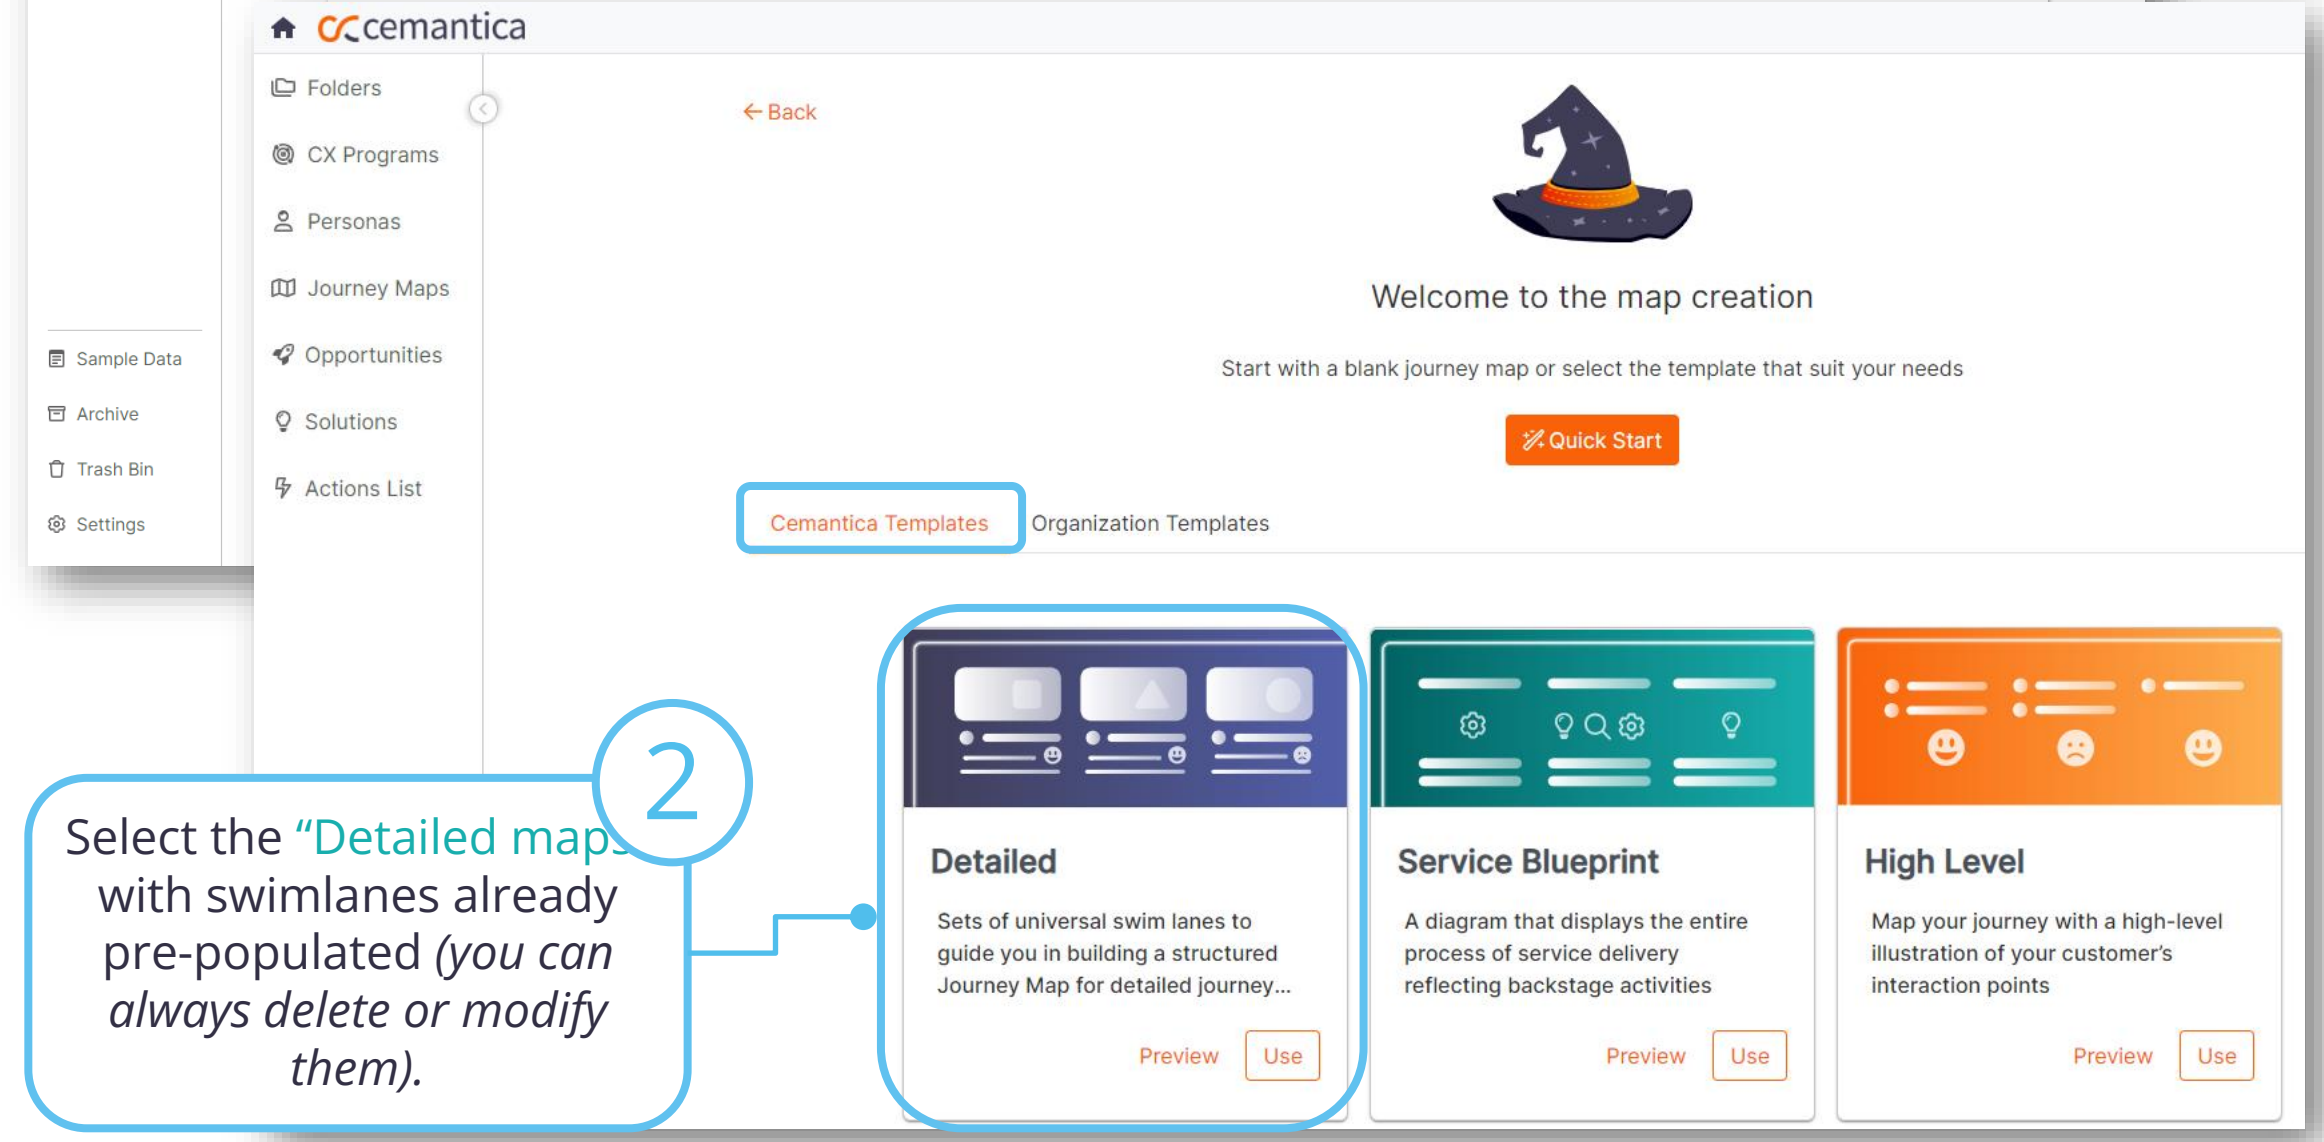 cemantica
Folders
CX Programs
Personas
Journey Maps
Opportunities
Solutions
Actions List
Sample Data
Archive
Trash Bin
Settings
Back
Welcome to the map creation
Start with a blank journey map or select the template that suit your needs
Quick Start
Cemantica Templates
Organization Templates
2
Select the “Detailed maps
with swimlanes already
pre-populated (you can
always delete or modify
them).
Detailed
Sets of universal swim lanes to
guide you in building a structured
Journey Map for detailed journey...
Preview
Use
Service Blueprint
A diagram that displays the entire
process of service delivery
reflecting backstage activities
Preview
Use
High Level
Map your journey with a high-level
illustration of your customer's
interaction points
Preview
Use